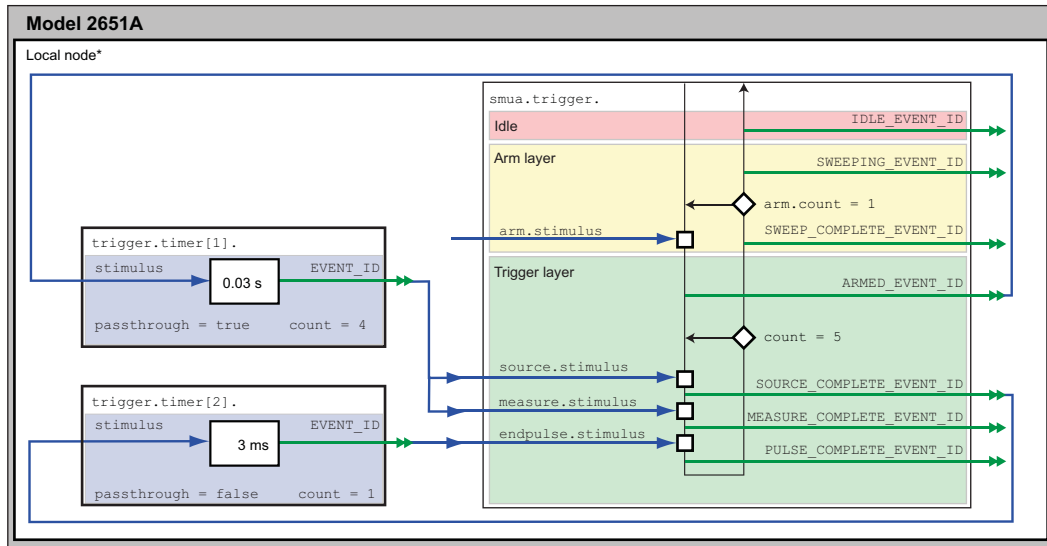 Model 2651A
Local node*
smua.trigger.
Idle
IDLE_EVENT_ID
Arm layer
SWEEPING_EVENT_ID
arm.count = 1
arm.stimulus
SWEEP_COMPLETE_EVENT_ID
trigger.timer[1].
stimulus
EVENT_ID
0.03 s
passthrough = true
count = 4
Trigger layer
ARMED_EVENT_ID
count = 5
source.stimulus
SOURCE_COMPLETE_EVENT_ID
measure.stimulus
MEASURE_COMPLETE_EVENT_ID
endpulse.stimulus
PULSE_COMPLETE_EVENT_ID
trigger.timer[2].
stimulus
EVENT_ID
3 ms
passthrough = false
count = 1